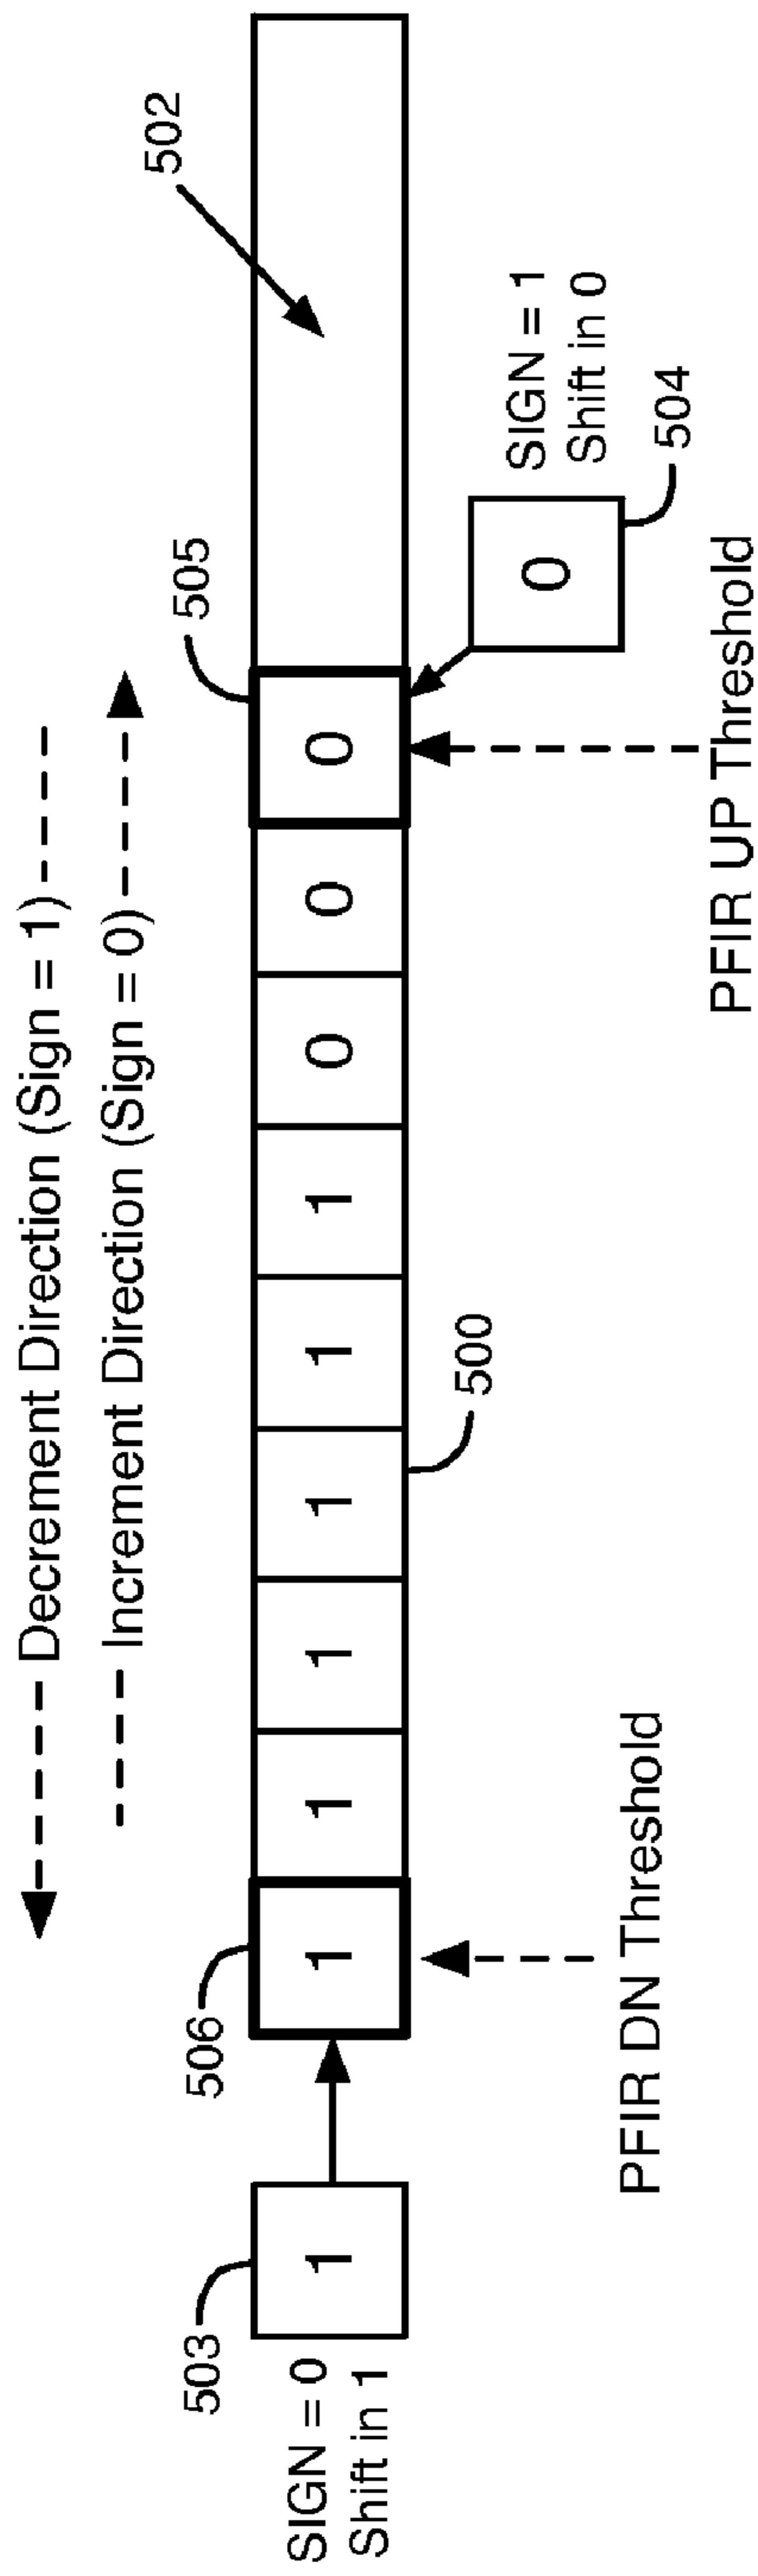 Decrement Direction (Sign = 1)
Increment Direction (Sign = 0)
503
506
505
502
SIGN = 0
Shift in 1
1
1 1 1 1 1 1 0 0 0
500
0
SIGN = 1
Shift in 0
504
PFIR DN Threshold
PFIR UP Threshold